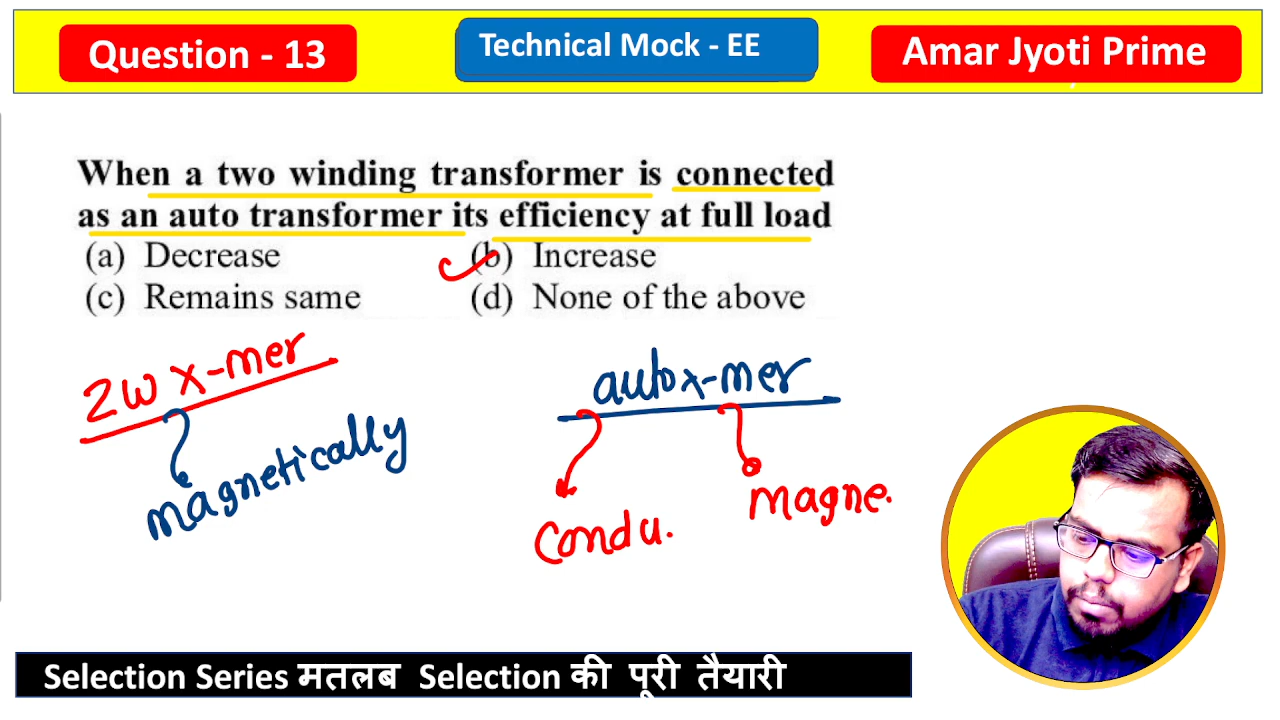 Question - 13
Technical Mock - EE
Amar Jyoti Prime
When a two winding transformer is connected
as an auto transformer its efficiency at full load
(a) Decrease (b) Increase
(c) Remains same (d) None of the above
2W X-mer
magnetically
auto x-mer
Condu.
magne.
Selection Series मतलब Selection की पूरी तैयारी